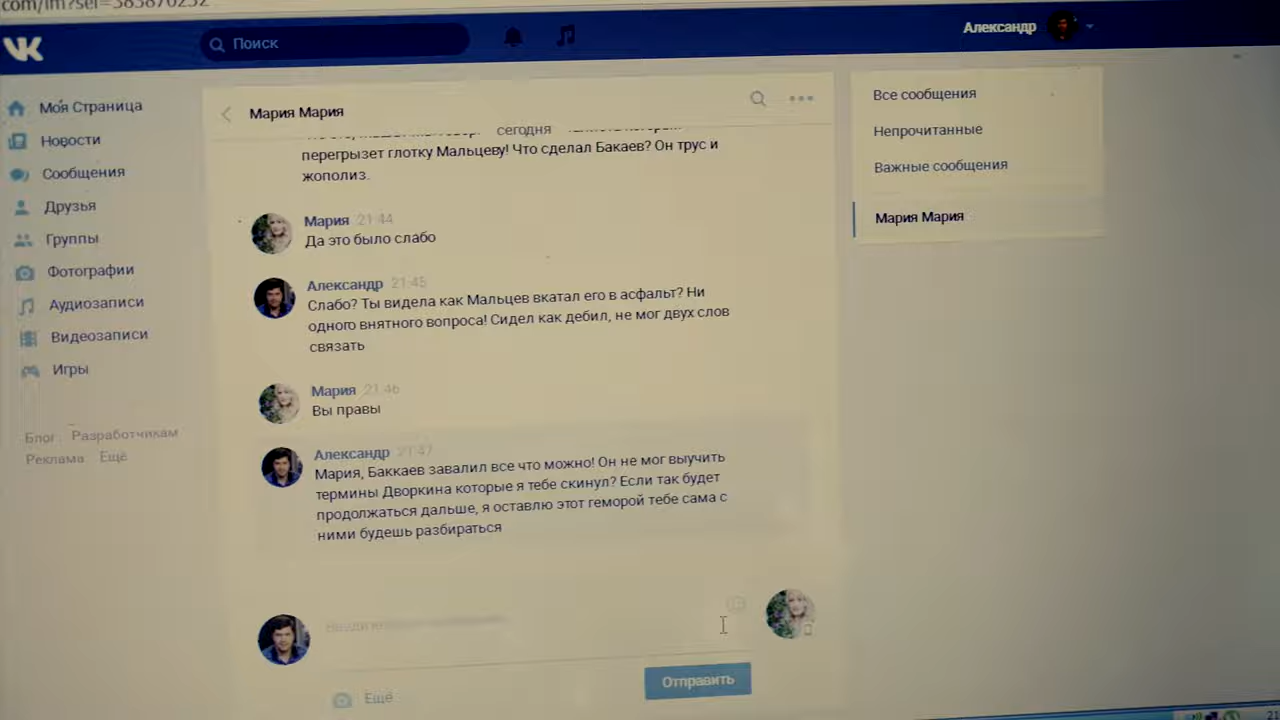 com/im?sel=383870252
Поиск
Александр
Моя Страница
Новости
Сообщения
Друзья
Группы
Фотографии
Аудиозаписи
Видеозаписи
Игры
Блог Разработчикам
Реклама Ещё
Мария Мария
сегодня
перегрызет глотку Мальцеву! Что сделал Бакаев? Он трус и
жополиз.
Мария 21:44
Да это было слабо
Александр 21:45
Слабо? Ты видела как Мальцев вкатал его в асфальт? Ни
одного внятного вопроса! Сидел как дебил, не мог двух слов
связать
Мария 21:46
Вы правы
Александр 21:47
Мария, Баккаев завалил все что можно! Он не мог выучить
термины Дворкина которые я тебе скинул? Если так будет
продолжаться дальше, я оставлю этот геморой тебе сама с
ними будешь разбираться
Ещё
Отправить
Все сообщения
Непрочитанные
Важные сообщения
Мария Мария